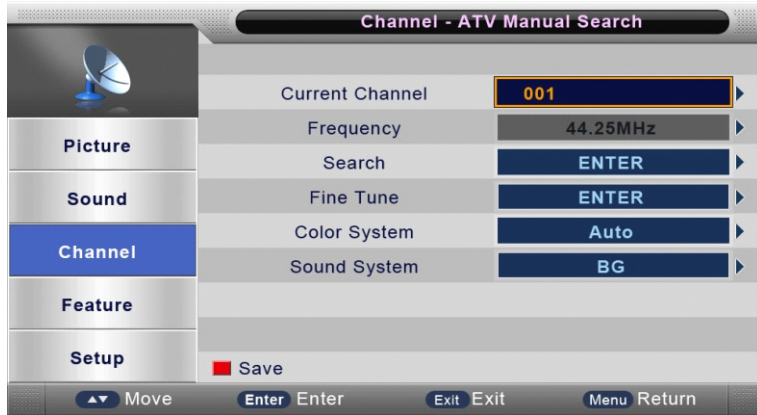 Channel - ATV Manual Search
Current Channel 001
Frequency 44.25MHz
Search ENTER
Fine Tune ENTER
Color System Auto
Sound System BG
Picture
Sound
Channel
Feature
Setup
Save
Move Enter Enter Exit Exit Menu Return